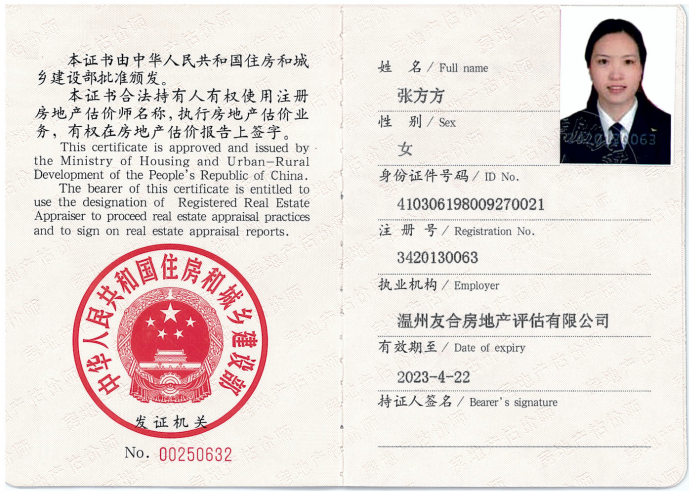 本证书由中华人民共和国住房和城
乡建设部批准颁发。
本证书合法持有人有权使用注册
房地产估价师名称，执行房地产估价业
务，有权在房地产估价报告上签字。
This certificate is approved and issued by
the Ministry of Housing and Urban-Rural
Development of the People's Republic of China.
The bearer of this certificate is entitled to
use the designation of Registered Real Estate
Appraiser to proceed real estate appraisal practices
and to sign on real estate appraisal reports.
中华人民共和国住房和城乡建设部
发证机关
No. 00250632
姓 名 / Full name
张方方
性 别 / Sex
女
身份证件号码 / ID No.
410306198009270021
注 册 号 / Registration No.
3420130063
执业机构 / Employer
温州友合房地产评估有限公司
有效期至 / Date of expiry
2023-4-22
持证人签名 / Bearer's signature